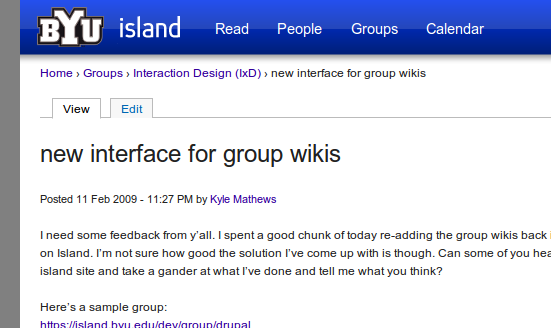 BYU island Read People Groups Calendar
Home › Groups › Interaction Design (IxD) › new interface for group wikis
View Edit
new interface for group wikis
Posted 11 Feb 2009 - 11:27 PM by Kyle Mathews
I need some feedback from y'all. I spent a good chunk of today re-adding the group wikis back
on Island. I'm not sure how good the solution I've come up with is though. Can some of you
island site and take a gander at what I've done and tell me what you think?
Here's a sample group:
https://island.byu.edu/dev/group/drupal